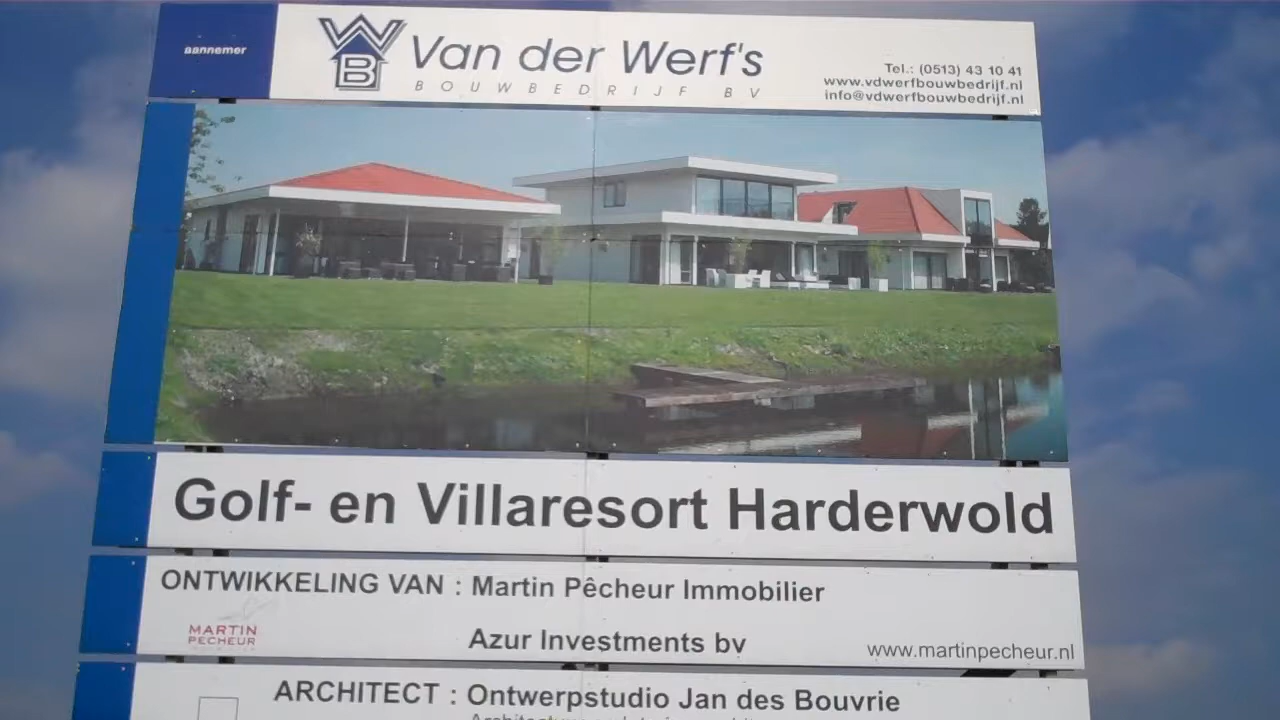 aannemer
WB
Van der Werf's
BOUWBEDRIJF BV
Tel.: (0513) 43 10 41
www.vdwerfbouwbedrijf.nl
info@vdwerfbouwbedrijf.nl
Golf- en Villaresort Harderwold
ONTWIKKELING VAN : Martin Pêcheur Immobilier
MARTIN
PECHEUR
Azur Investments bv
www.martinpecheur.nl
ARCHITECT : Ontwerpstudio Jan des Bouvrie